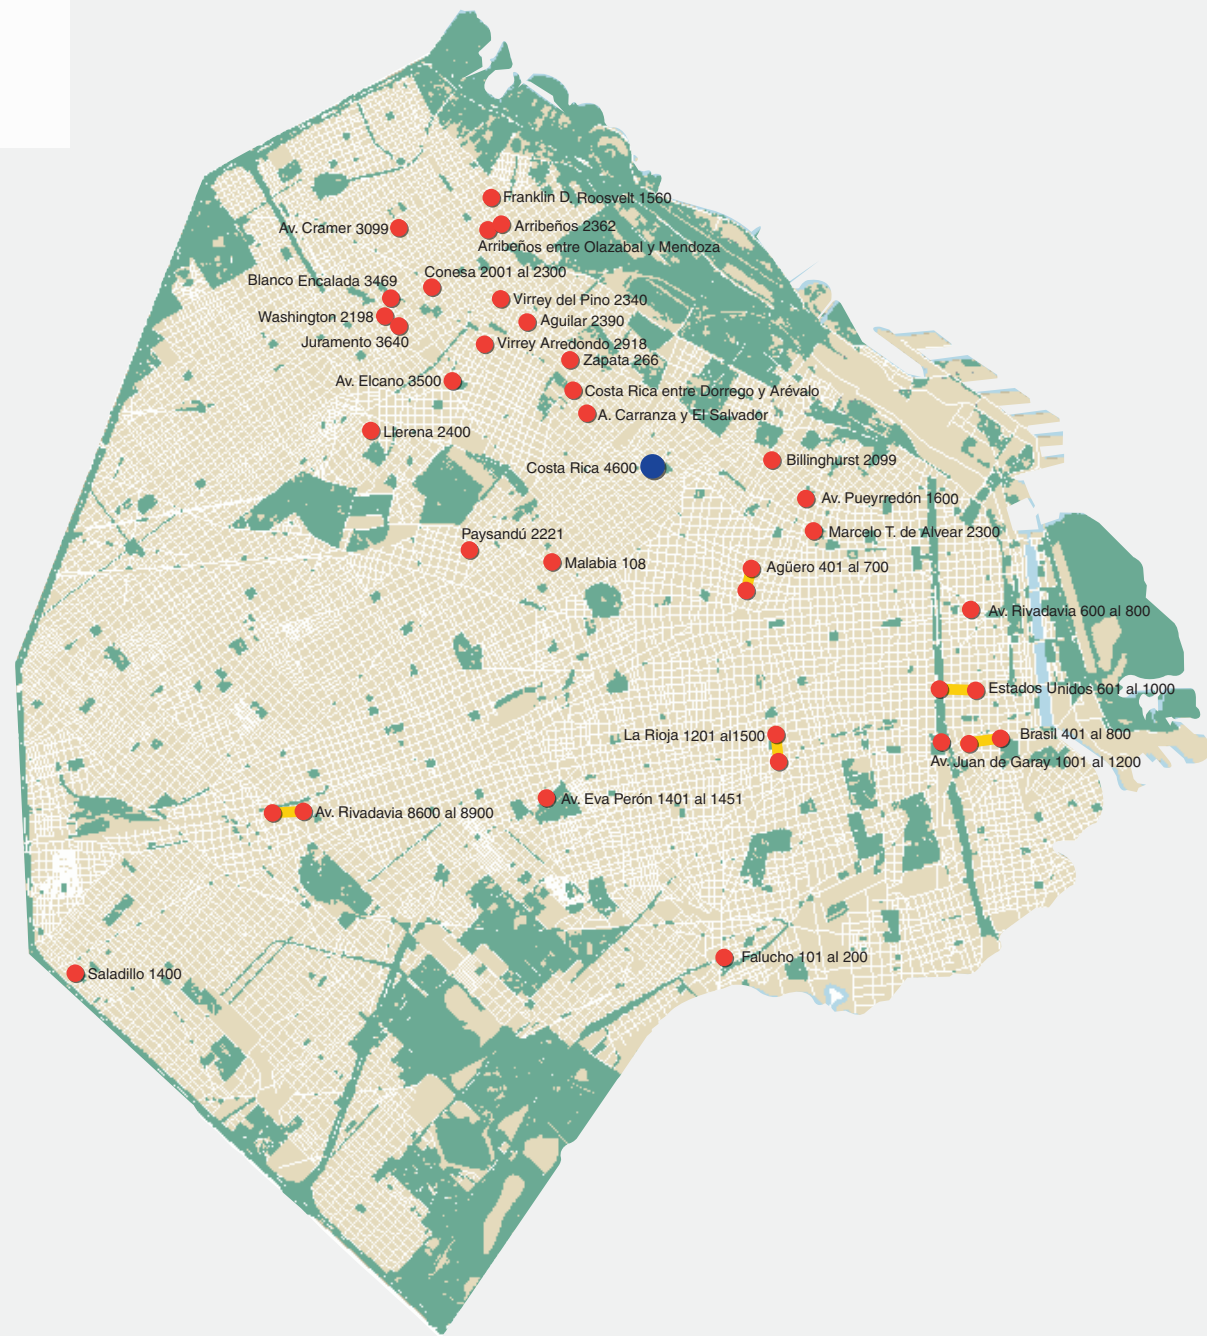 Franklin D. Roosvelt 1560
Arribeños 2362
Av. Cramer 3099
Arribeños entre Olazabal y Mendoza
Conesa 2001 al 2300
Blanco Encalada 3469
Virrey del Pino 2340
Washington 2198
Aguilar 2390
Juramento 3640
Virrey Arredondo 2918
Zapata 266
Av. Elcano 3500
Costa Rica entre Dorrego y Arévalo
A. Carranza y El Salvador
Llerena 2400
Billinghurst 2099
Costa Rica 4600
Av. Pueyrredón 1600
Marcelo T. de Alvear 2300
Paysandú 2221
Malabia 108
Agüero 401 al 700
Av. Rivadavia 600 al 800
Estados Unidos 601 al 1000
La Rioja 1201 al1500
Brasil 401 al 800
Av. Juan de Garay 1001 al 1200
Av. Eva Perón 1401 al 1451
Av. Rivadavia 8600 al 8900
Falucho 101 al 200
Saladillo 1400